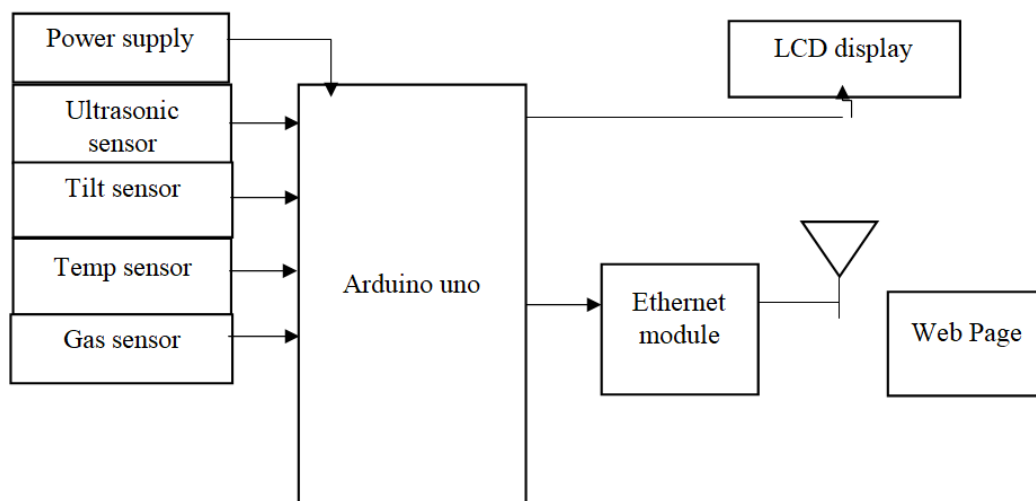 Power supply
Ultrasonic
sensor
Tilt sensor
Temp sensor
Gas sensor
Arduino uno
LCD display
Ethernet
module
Web Page